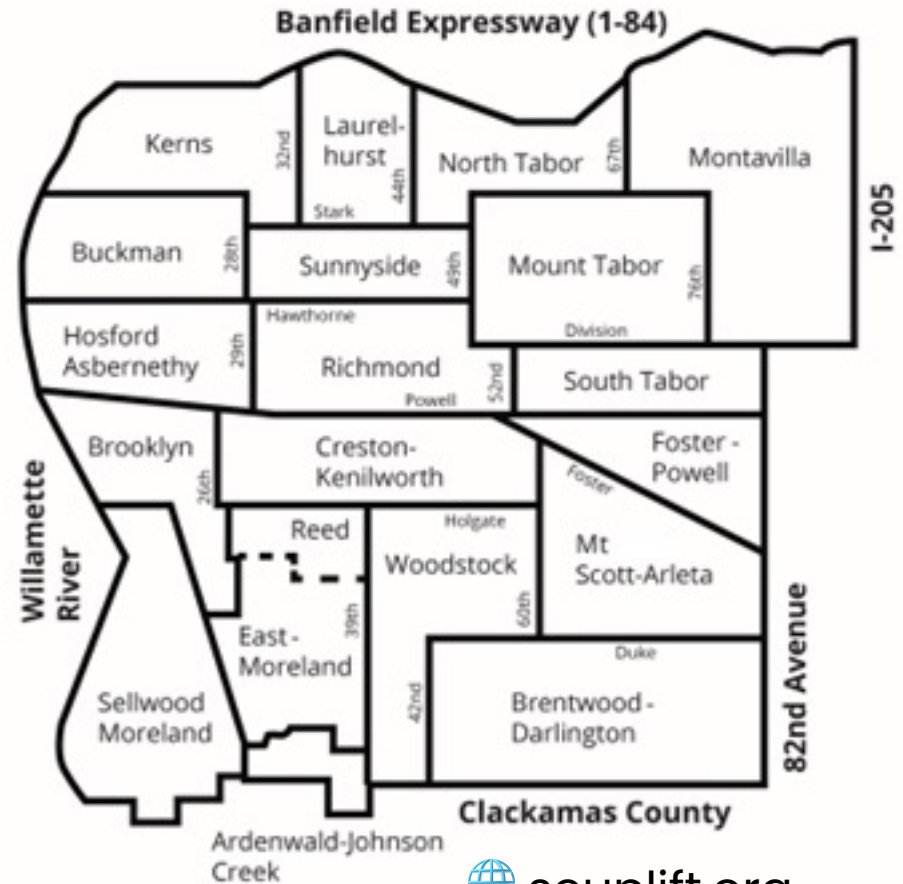 Banfield Expressway (1-84)
Kerns
32nd
Laurel-
hurst
44th
Stark
North Tabor
67th
Montavilla
I-205
Buckman
28th
Sunnyside
49th
Mount Tabor
76th
Division
Hosford
Asbernethy
29th
Hawthorne
Richmond
Powell
52nd
South Tabor
Brooklyn
26th
Creston-
Kenilworth
Foster -
Powell
Foster
Willamette
River
Reed
Holgate
Woodstock
Mt
Scott-Arleta
39th
60th
East-
Moreland
Sellwood
Moreland
42nd
Duke
Brentwood-
Darlington
82nd Avenue
Clackamas County
Ardenwald-Johnson
Creek
seuplift.org